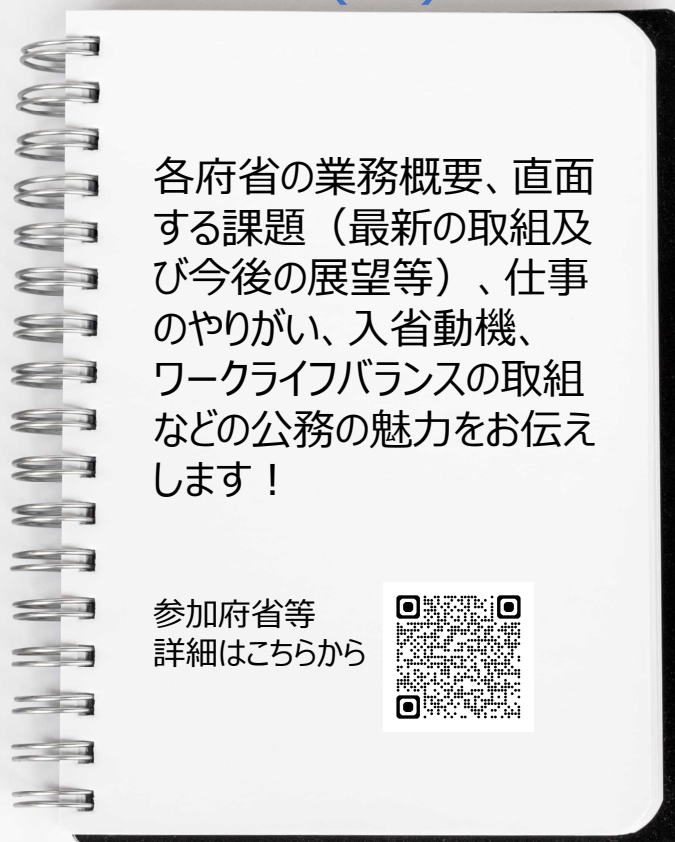 各府省の業務概要、直面
する課題（最新の取組及
び今後の展望等）、仕事
のやりがい、入省動機、
ワークライフバランスの取組
などの公務の魅力をお伝え
します！
参加府省等
詳細はこちらから